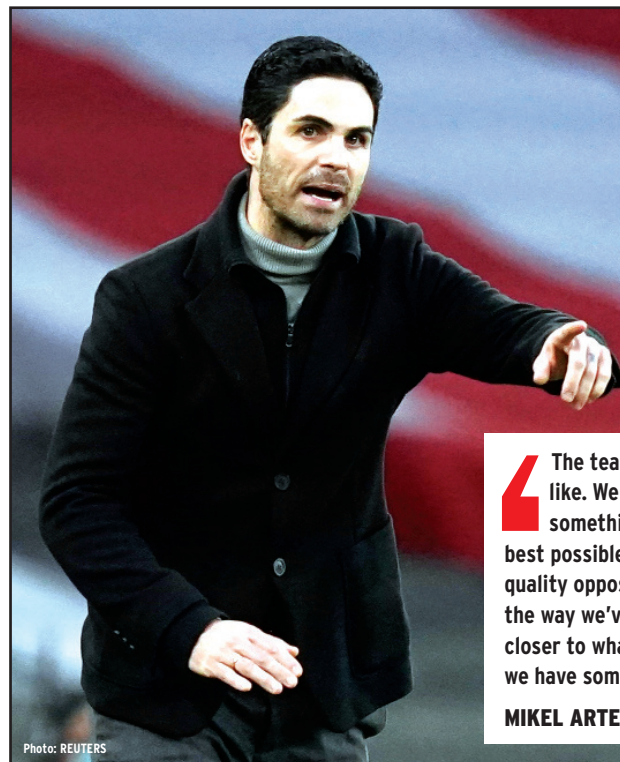 ‘ The tea
like. We
somethi
best possible
quality oppos
the way we’v
closer to wha
we have som
MIKEL ARTE
Photo: REUTERS